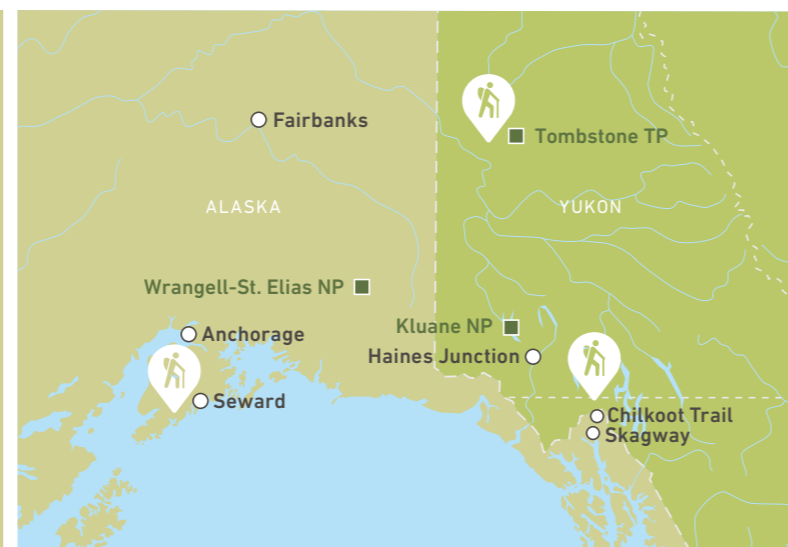 Fairbanks
Tombstone TP
ALASKA
YUKON
Wrangell-St. Elias NP
Kluane NP
Anchorage
Haines Junction
Seward
Chilkoot Trail
Skagway